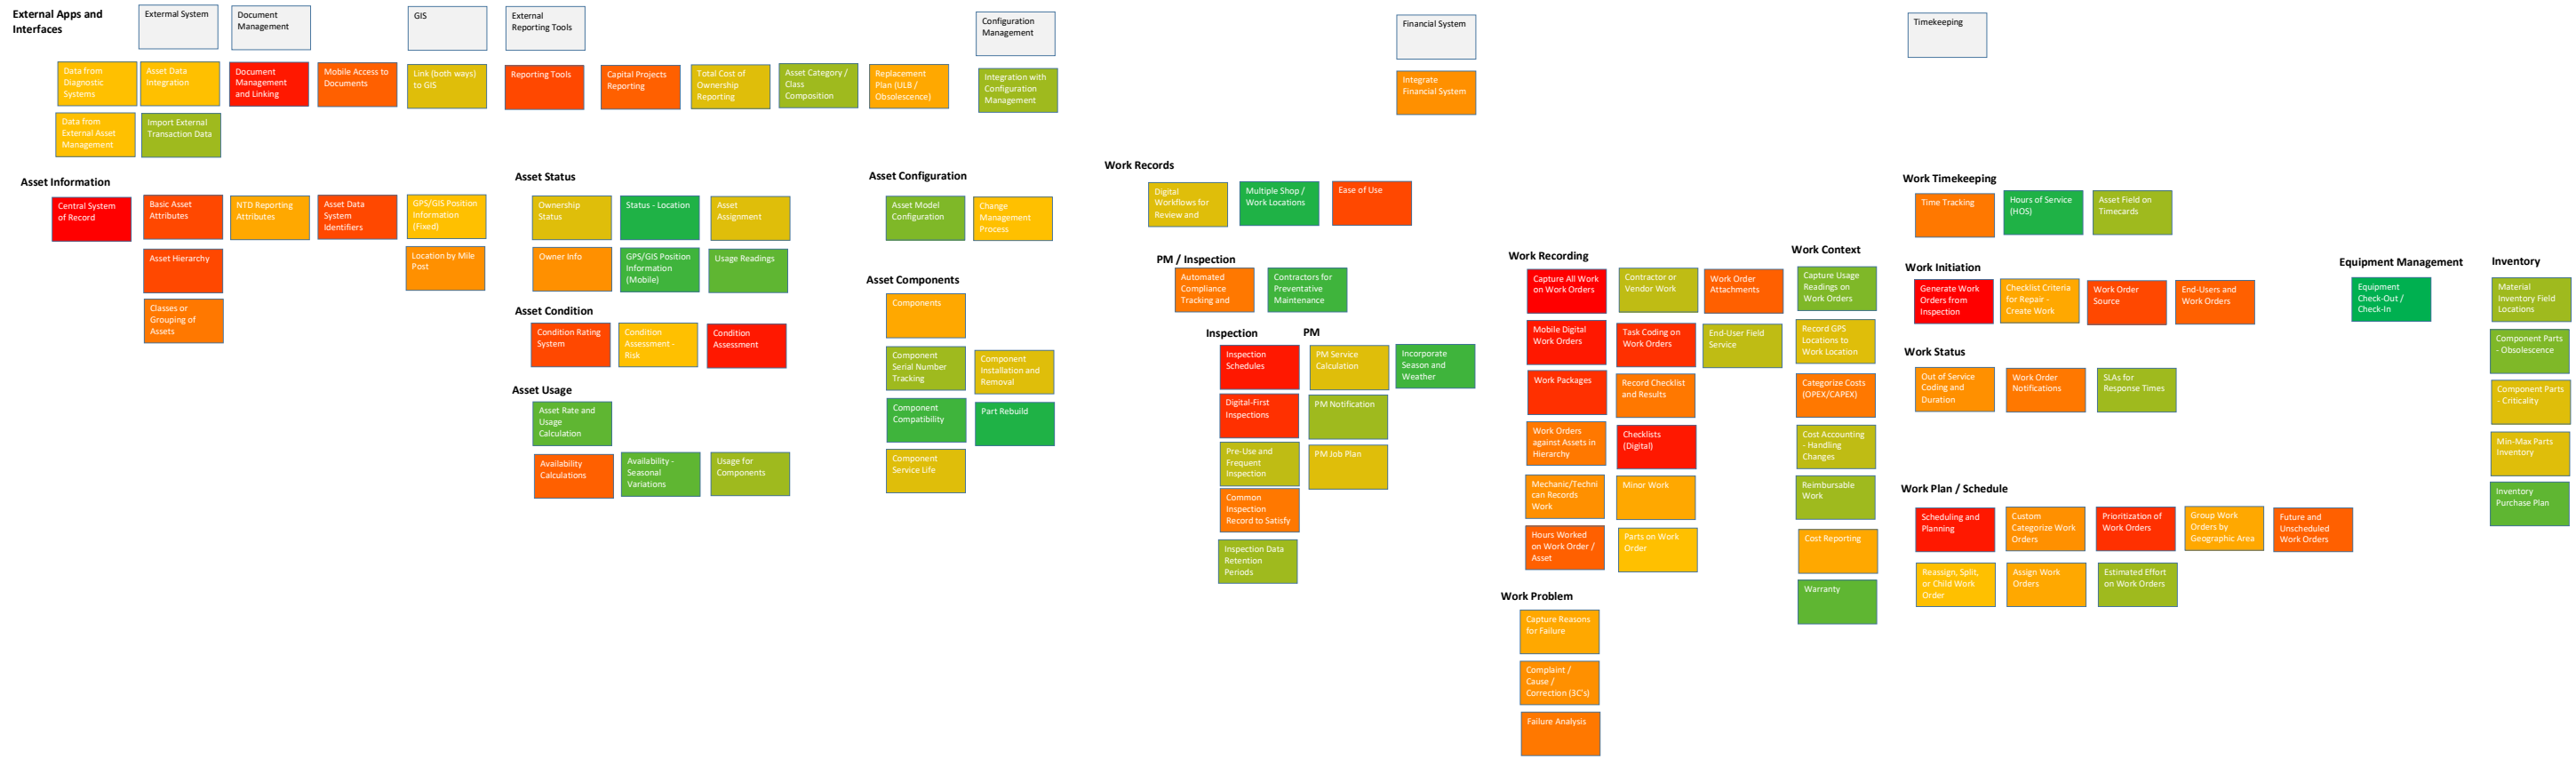 External Apps and
Interfaces
Extermal System
Document
Management
GIS
External
Reporting Tools
Configuration
Management
Financial System
Timekeeping
Data from
Diagnostic
Systems
Asset Data
Integration
Document
Management
and Linking
Mobile Access to
Documents
Link (both ways)
to GIS
Reporting Tools
Capital Projects
Reporting
Total Cost of
Ownership
Reporting
Asset Category /
Class
Composition
Replacement
Plan (ULB /
Obsolescence)
Integration with
Configuration
Management
Integrate
Financial System
Data from
External Asset
Management
Import External
Transaction Data
Asset Information
Central System
of Record
Basic Asset
Attributes
NTD Reporting
Attributes
Asset Data
System
Identifiers
GPS/GIS Position
Information
(Fixed)
Asset Hierarchy
Location by Mile
Post
Classes or
Grouping of
Assets
Asset Status
Ownership
Status
Status - Location
Asset
Assignment
Owner Info
GPS/GIS Position
Information
(Mobile)
Usage Readings
Asset Condition
Condition Rating
System
Condition
Assessment -
Risk
Condition
Assessment
Asset Usage
Asset Rate and
Usage
Calculation
Availability
Calculations
Availability -
Seasonal
Variations
Usage for
Components
Asset Configuration
Asset Model
Configuration
Change
Management
Process
Asset Components
Components
Component
Serial Number
Tracking
Component
Installation and
Removal
Component
Compatibility
Part Rebuild
Component
Service Life
Work Records
Digital
Workflows for
Review and
Multiple Shop /
Work Locations
Ease of Use
PM / Inspection
Automated
Compliance
Tracking and
Contractors for
Preventative
Maintenance
Inspection
Inspection
Schedules
Digital-First
Inspections
Pre-Use and
Frequent
Inspection
Common
Inspection
Record to Satisfy
Inspection Data
Retention
Periods
PM
PM Service
Calculation
Incorporate
Season and
Weather
PM Notification
PM Job Plan
Work Recording
Capture All Work
on Work Orders
Contractor or
Vendor Work
Work Order
Attachments
Mobile Digital
Work Orders
Task Coding on
Work Orders
End-User Field
Service
Work Packages
Record Checklist
and Results
Work Orders
against Assets in
Hierarchy
Checklists
(Digital)
Mechanic/Techni
can Records
Work
Minor Work
Hours Worked
on Work Order /
Asset
Parts on Work
Order
Work Problem
Capture Reasons
for Failure
Complaint /
Cause /
Correction (3C's)
Failure Analysis
Work Context
Capture Usage
Readings on
Work Orders
Record GPS
Locations to
Work Location
Categorize Costs
(OPEX/CAPEX)
Cost Accounting
- Handling
Changes
Reimbursable
Work
Cost Reporting
Warranty
Work Timekeeping
Time Tracking
Hours of Service
(HOS)
Asset Field on
Timecards
Work Initiation
Generate Work
Orders from
Inspection
Checklist Criteria
for Repair -
Create Work
Work Order
Source
End-Users and
Work Orders
Work Status
Out of Service
Coding and
Duration
Work Order
Notifications
SLAs for
Response Times
Work Plan / Schedule
Scheduling and
Planning
Custom
Categorize Work
Orders
Prioritization of
Work Orders
Group Work
Orders by
Geographic Area
Future and
Unscheduled
Work Orders
Reassign, Split,
or Child Work
Order
Assign Work
Orders
Estimated Effort
on Work Orders
Equipment Management
Equipment
Check-Out /
Check-In
Inventory
Material
Inventory Field
Locations
Component Parts
- Obsolescence
Component Parts
- Criticality
Min-Max Parts
Inventory
Inventory
Purchase Plan